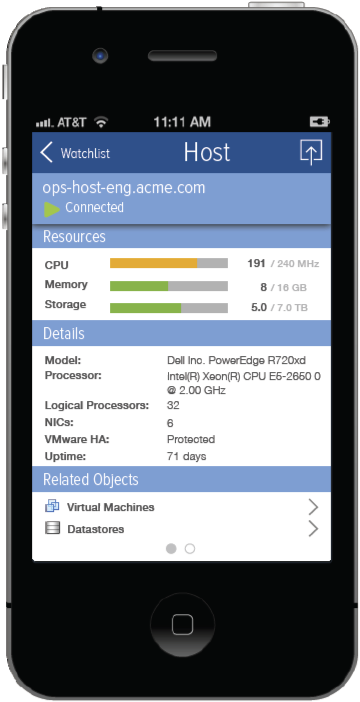 AT&T 11:11 AM
Watchlist Host
ops-host-eng.acme.com
Connected
Resources
CPU 191 / 240 MHz
Memory 8 / 16 GB
Storage 5.0 / 7.0 TB
Details
Model: Dell Inc. PowerEdge R720xd
Processor: Intel(R) Xeon(R) CPU E5-2650 0
@ 2.00 GHz
Logical Processors: 32
NICs: 6
VMware HA: Protected
Uptime: 71 days
Related Objects
Virtual Machines
Datastores